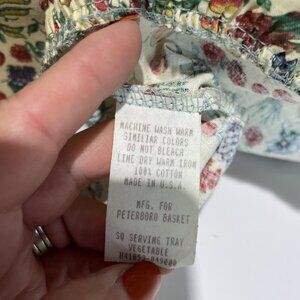 MACHINE WASH WARM
SIMILAR COLORS
DO NOT BLEACH
LINE DRY WARM IRON
100% COTTON
MADE IN U.S.A.
MFG. FOR
PETERBORO BASKET
SQ SERVING TRAY
VEGETABLE